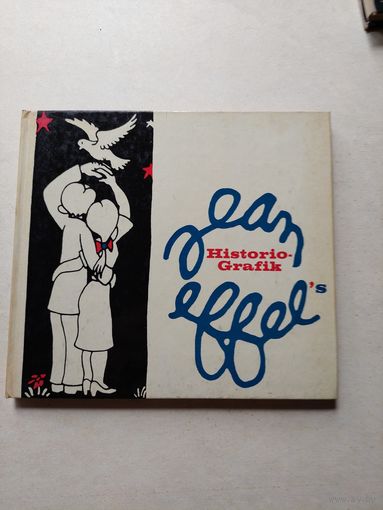 jean
Historio-
Grafik
effel's